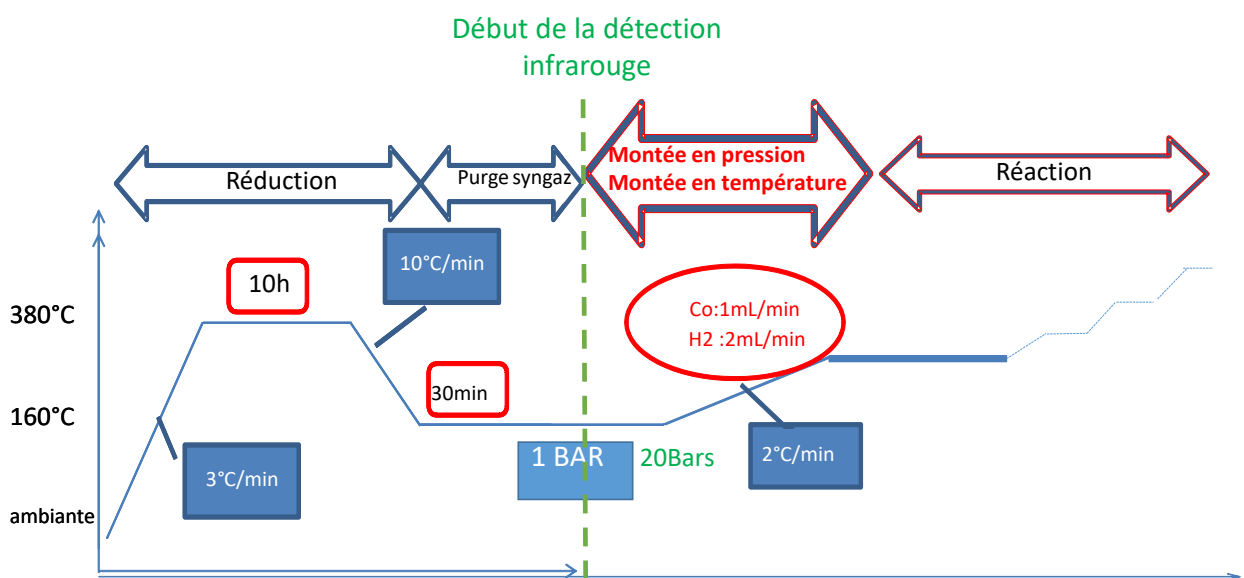 Début de la détection
infrarouge
Réduction
Purge syngaz
Montée en pression
Montée en température
Réaction
10°C/min
10h
380°C
Co:1mL/min
H2 :2mL/min
30min
160°C
1 BAR
20Bars
2°C/min
3°C/min
ambiante